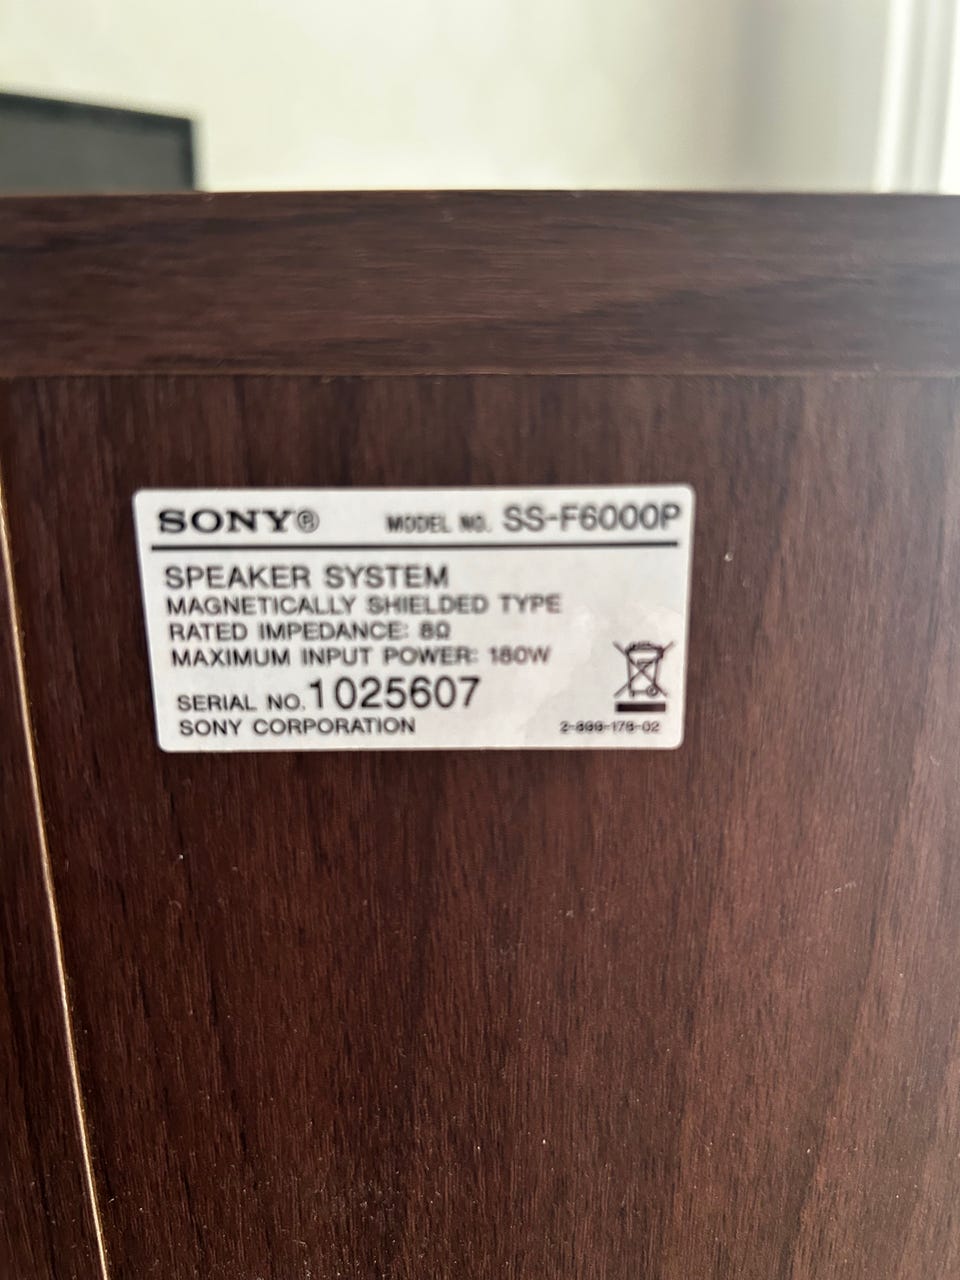 SONY® MODEL NO. SS-F6000P
SPEAKER SYSTEM
MAGNETICALLY SHIELDED TYPE
RATED IMPEDANCE: 8Ω
MAXIMUM INPUT POWER: 180W
SERIAL NO. 1025607
SONY CORPORATION